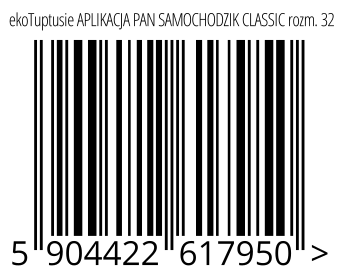 ekoTuptusie APLIKACJA PAN SAMOCHODZIK CLASSIC rozm. 32
5 904422 617950 >